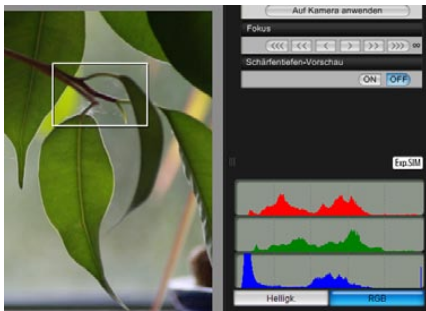 Auf Kamera anwenden
Fokus
<<< << < > >> >>> ∞
Schärfentiefen-Vorschau
ON OFF
Exp.SIM
Helligk. RGB